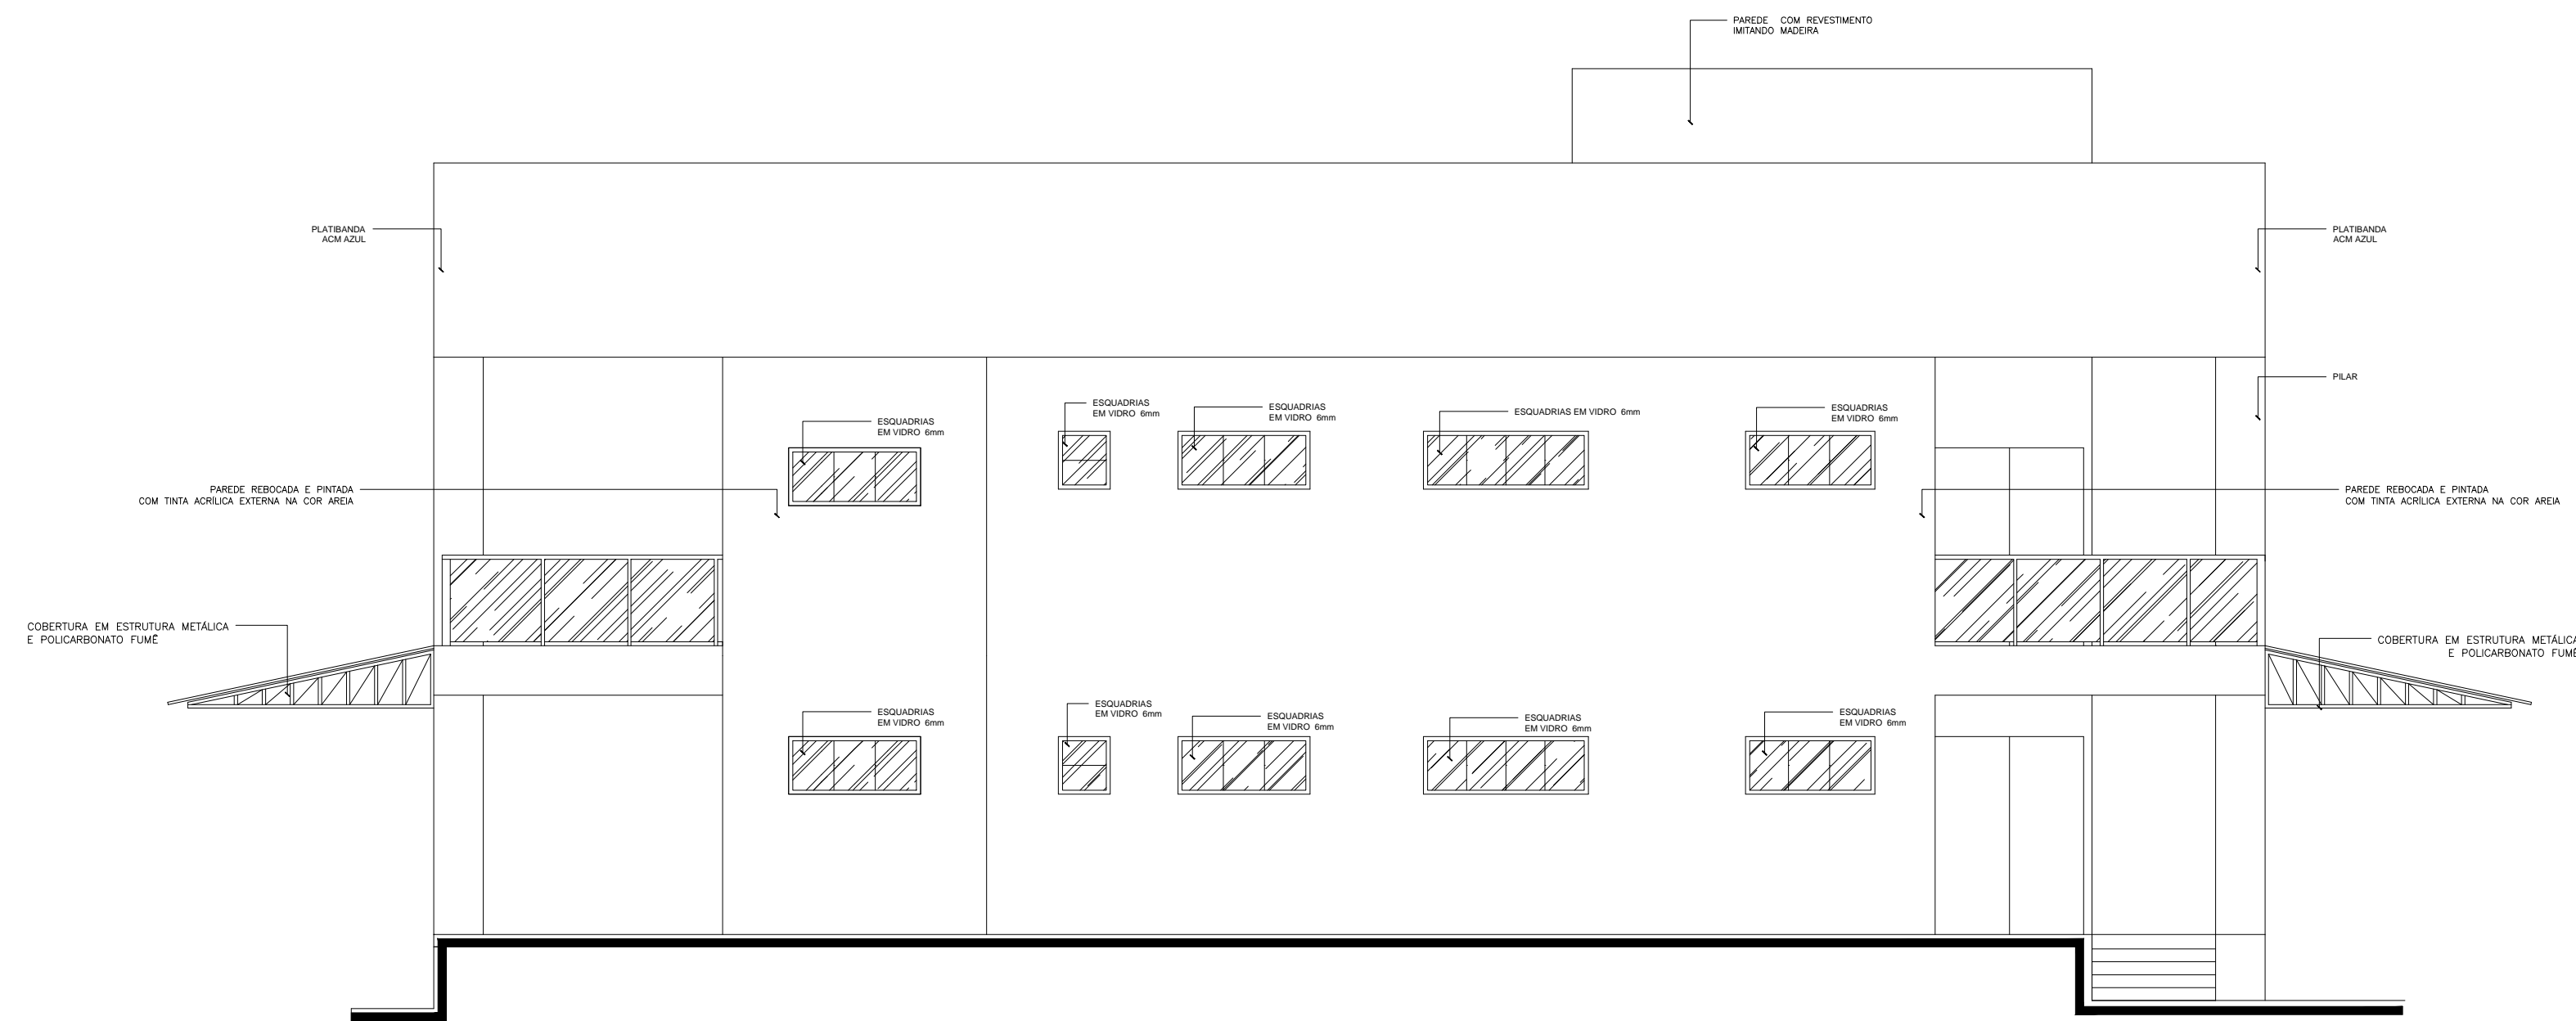 PAREDE COM REVESTIMENTO
IMITANDO MADEIRA
PLATIBANDA
ACM AZUL
PLATIBANDA
ACM AZUL
PILAR
ESQUADRIAS
EM VIDRO 6mm
ESQUADRIAS
EM VIDRO 6mm
ESQUADRIAS
EM VIDRO 6mm
ESQUADRIAS EM VIDRO 6mm
ESQUADRIAS
EM VIDRO 6mm
PAREDE REBOCADA E PINTADA
COM TINTA ACRÍLICA EXTERNA NA COR AREIA
PAREDE REBOCADA E PINTADA
COM TINTA ACRÍLICA EXTERNA NA COR AREIA
COBERTURA EM ESTRUTURA METÁLICA
E POLICARBONATO FUMÊ
COBERTURA EM ESTRUTURA METÁLICA
E POLICARBONATO FUMÊ
ESQUADRIAS
EM VIDRO 6mm
ESQUADRIAS
EM VIDRO 6mm
ESQUADRIAS
EM VIDRO 6mm
ESQUADRIAS
EM VIDRO 6mm
ESQUADRIAS
EM VIDRO 6mm